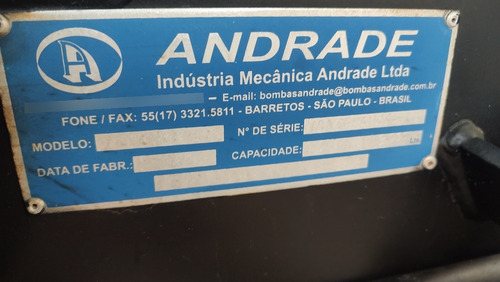 A
ANDRADE
Indústria Mecânica Andrade Ltda
– E-mail: bombasandrade@bombasandrade.com.br
FONE / FAX: 55(17) 3321.5811 - BARRETOS - SÃO PAULO - BRASIL
MODELO: Nº DE SÉRIE:
DATA DE FABR.: CAPACIDADE: Lts